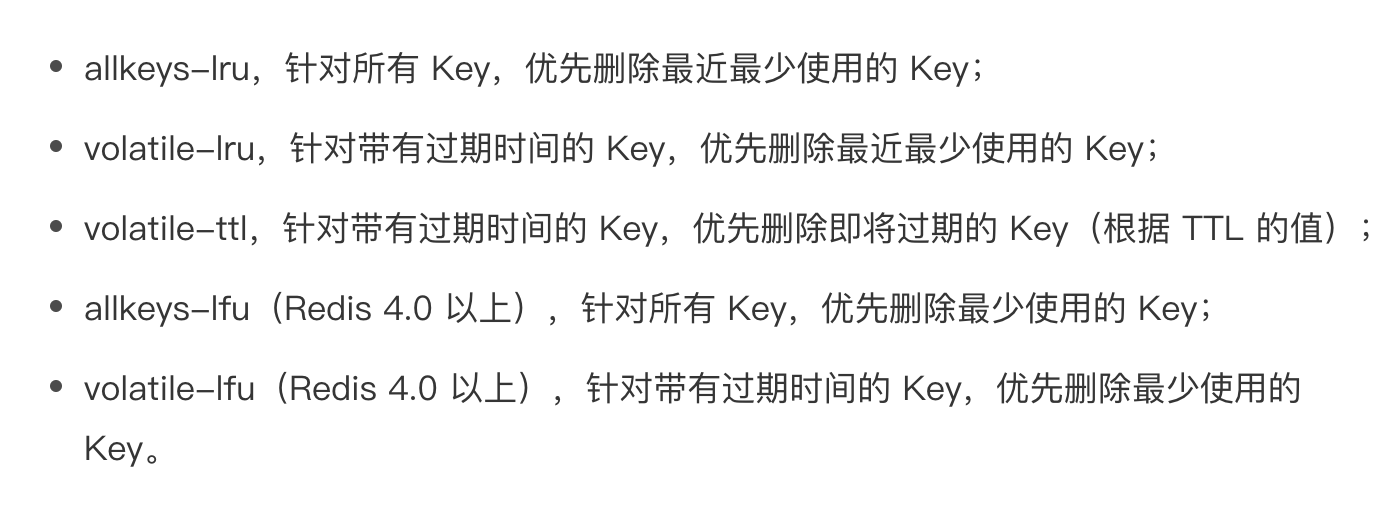 • allkeys-lru，针对所有 Key，优先删除最近最少使用的 Key；
• volatile-lru，针对带有过期时间的 Key，优先删除最近最少使用的 Key；
• volatile-ttl，针对带有过期时间的 Key，优先删除即将过期的 Key（根据 TTL 的值）；
• allkeys-lfu（Redis 4.0 以上），针对所有 Key，优先删除最少使用的 Key；
• volatile-lfu（Redis 4.0 以上），针对带有过期时间的 Key，优先删除最少使用的
Key。